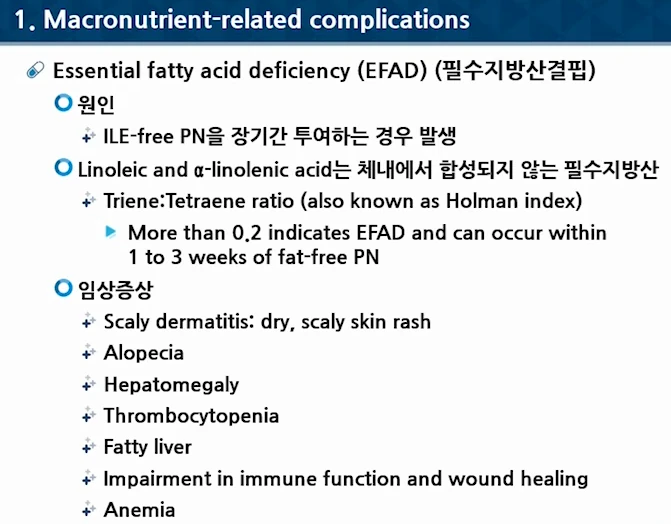 1. Macronutrient-related complications
Essential fatty acid deficiency (EFAD) (필수지방산결핍)
원인
ILE-free PN을 장기간 투여하는 경우 발생
Linoleic and α-linolenic acid는 체내에서 합성되지 않는 필수지방산
Triene:Tetraene ratio (also known as Holman index)
More than 0.2 indicates EFAD and can occur within
1 to 3 weeks of fat-free PN
임상증상
Scaly dermatitis: dry, scaly skin rash
Alopecia
Hepatomegaly
Thrombocytopenia
Fatty liver
Impairment in immune function and wound healing
Anemia